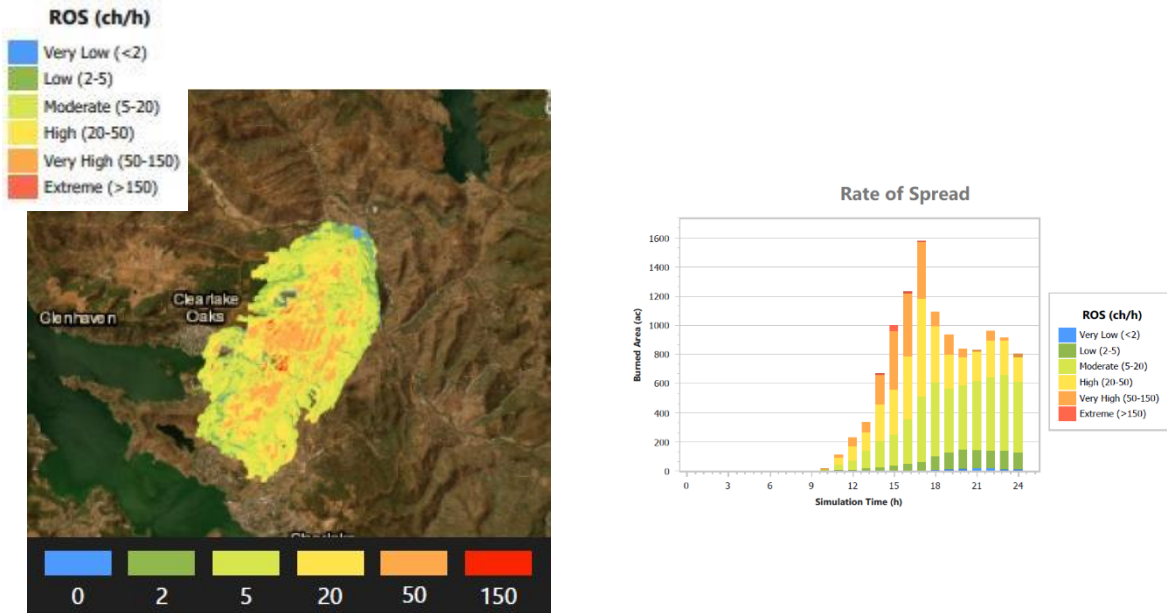 ROS (ch/h)
Very Low (<2)
Low (2-5)
Moderate (5-20)
High (20-50)
Very High (50-150)
Extreme (>150)
Clearlake
Oaks
Glenhaven
0 2 5 20 50 150
Rate of Spread
Burned Area (ac)
1600
1400
1200
1000
800
600
400
200
0
0 3 6 9 12 15 18 21 24
Simulation Time (h)
ROS (ch/h)
Very Low (<2)
Low (2-5)
Moderate (5-20)
High (20-50)
Very High (50-150)
Extreme (>150)